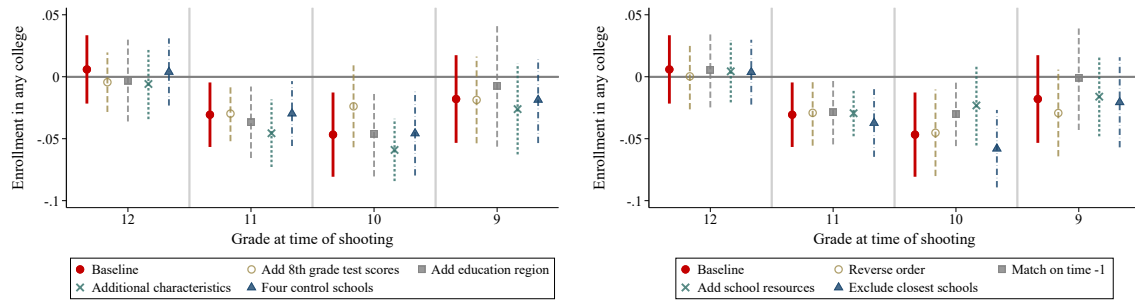 Enrollment in any college
.05
0
-.05
-.1
12
11
10
9
Grade at time of shooting
Baseline
Add 8th grade test scores
Add education region
Additional characteristics
Four control schools
Enrollment in any college
.05
0
-.05
-.1
12
11
10
9
Grade at time of shooting
Baseline
Reverse order
Match on time -1
Add school resources
Exclude closest schools